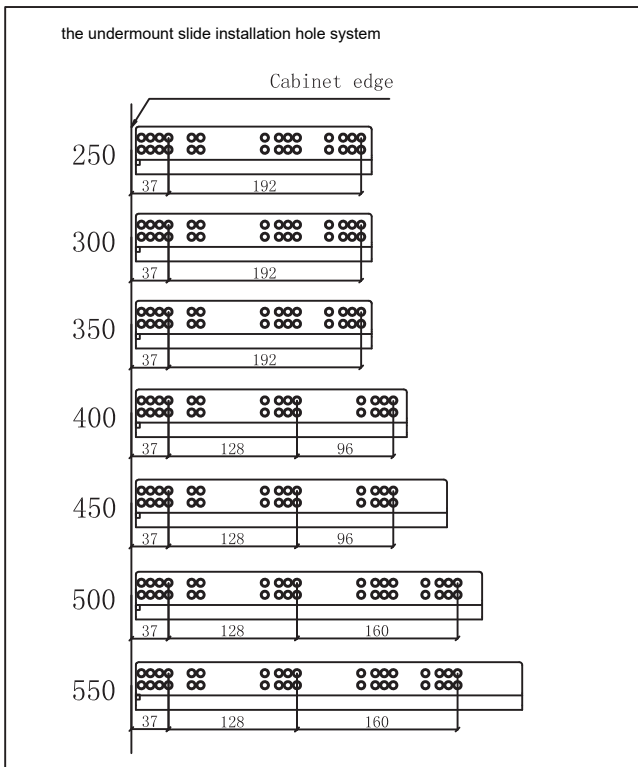 the undermount slide installation hole system
Cabinet edge
250
37 192
300
37 192
350
37 192
400
37 128 96
450
37 128 96
500
37 128 160
550
37 128 160